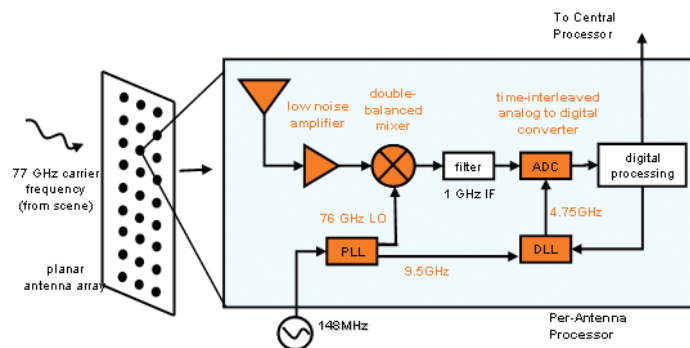 To Central
Processor
double-
balanced
mixer
time-interleaved
analog to digital
converter
low noise
amplifier
77 GHz carrier
frequency
(from scene)
filter
ADC
digital
processing
1 GHz IF
76 GHz LO
4.75GHz
PLL
DLL
9.5GHz
planar
antenna array
148MHz
Per-Antenna
Processor